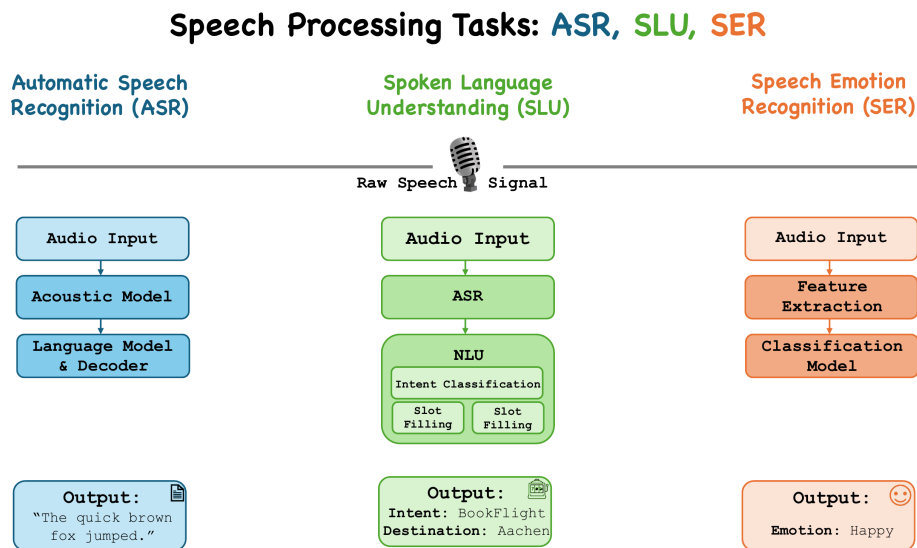 Speech Processing Tasks: ASR, SLU, SER
Automatic Speech
Recognition (ASR)
Spoken Language
Understanding (SLU)
Speech Emotion
Recognition (SER)
Raw Speech Signal
Audio Input
Acoustic Model
Language Model
& Decoder
Output:
“The quick brown
fox jumped.”
Audio Input
ASR
NLU
Intent Classification
Slot
Filling
Slot
Filling
Output:
Intent: BookFlight
Destination: Aachen
Audio Input
Feature
Extraction
Classification
Model
Output:
Emotion: Happy